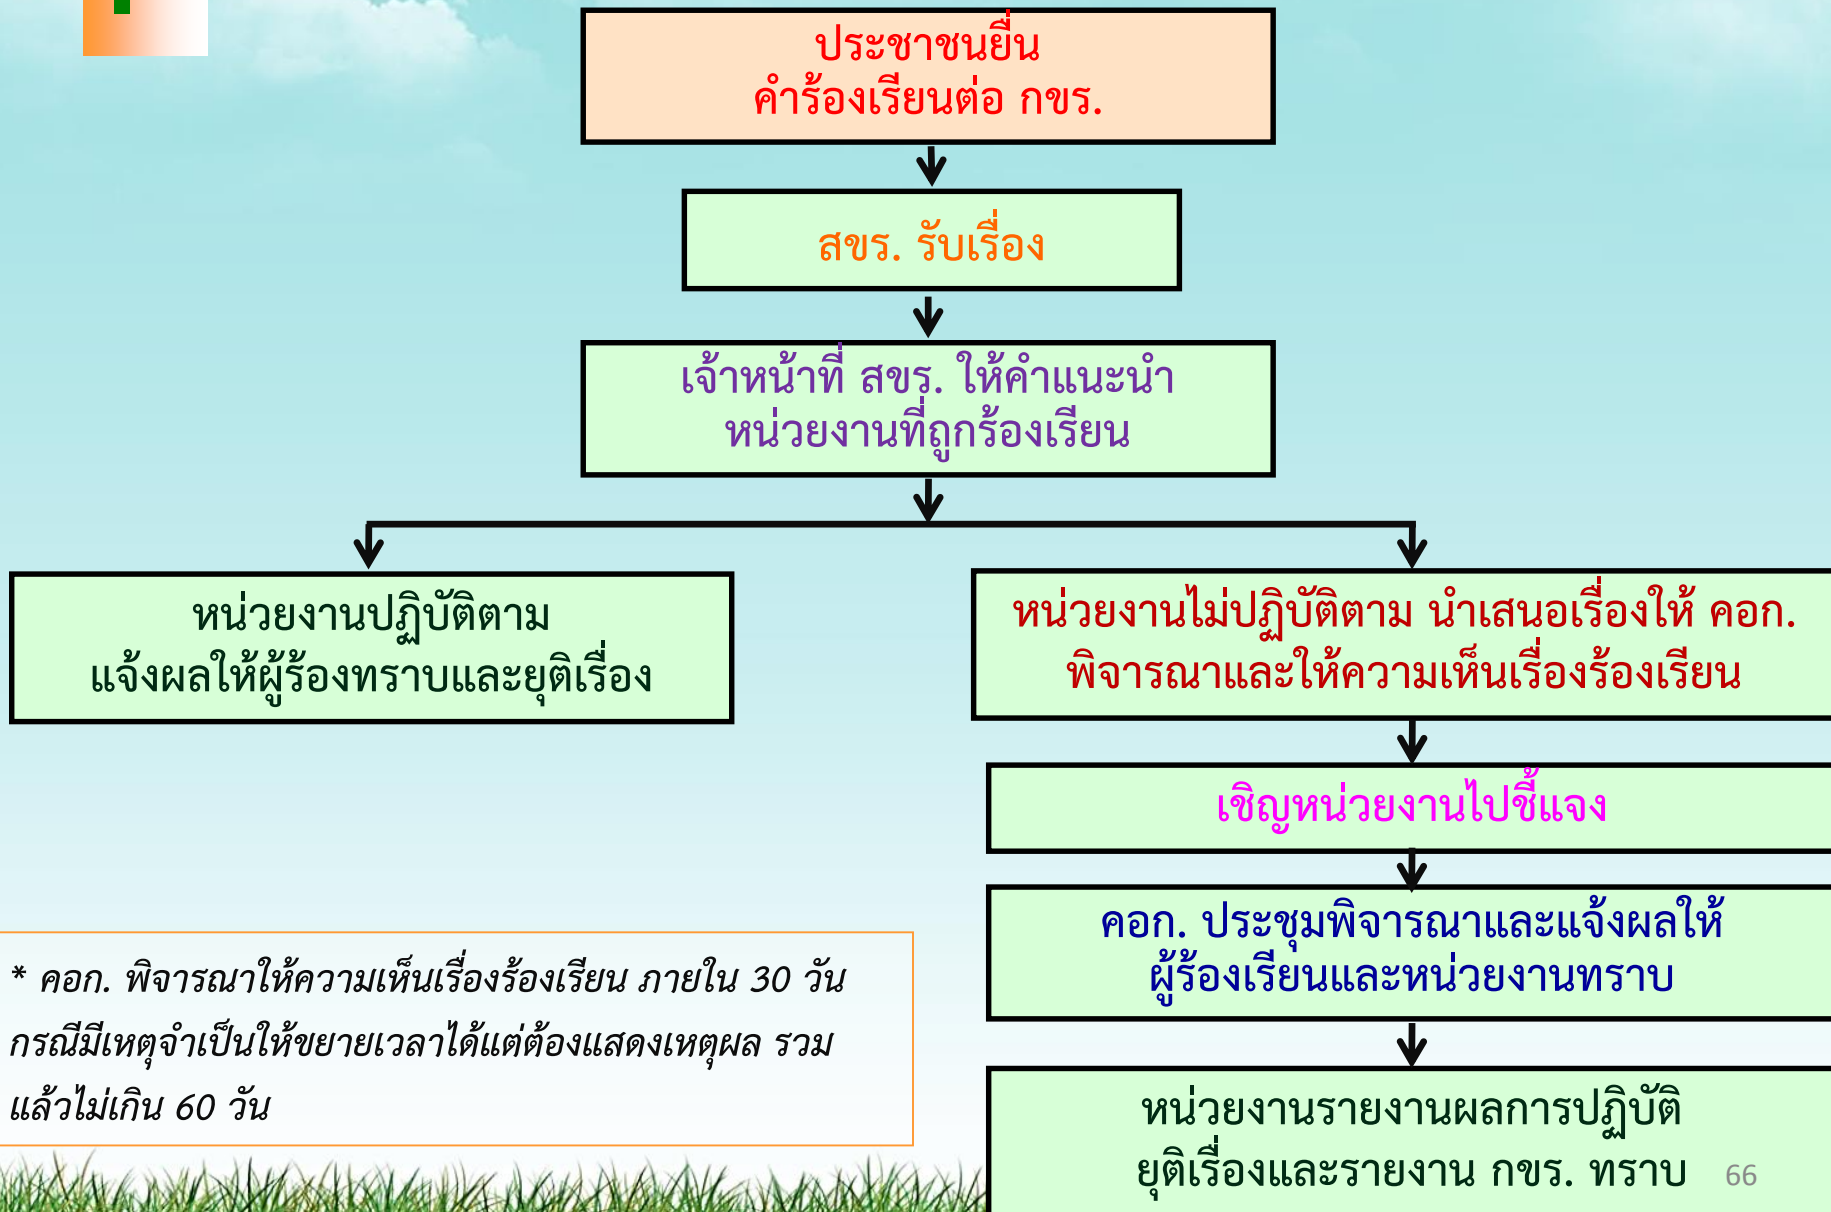 ประชาชนยื่น
คำร้องเรียนต่อ กขร.
สขร. รับเรื่อง
เจ้าหน้าที่ สขร. ให้คำแนะนำ
หน่วยงานที่ถูกร้องเรียน
หน่วยงานปฏิบัติตาม
แจ้งผลให้ผู้ร้องทราบและยุติเรื่อง
หน่วยงานไม่ปฏิบัติตาม นำเสนอเรื่องให้ คอก.
พิจารณาและให้ความเห็นเรื่องร้องเรียน
เชิญหน่วยงานไปชี้แจง
คอก. ประชุมพิจารณาและแจ้งผลให้
ผู้ร้องเรียนและหน่วยงานทราบ
หน่วยงานรายงานผลการปฏิบัติ
ยุติเรื่องและรายงาน กขร. ทราบ
* คอก. พิจารณาให้ความเห็นเรื่องร้องเรียน ภายใน 30 วัน
กรณีมีเหตุจำเป็นให้ขยายเวลาได้แต่ต้องแสดงเหตุผล รวม
แล้วไม่เกิน 60 วัน
66